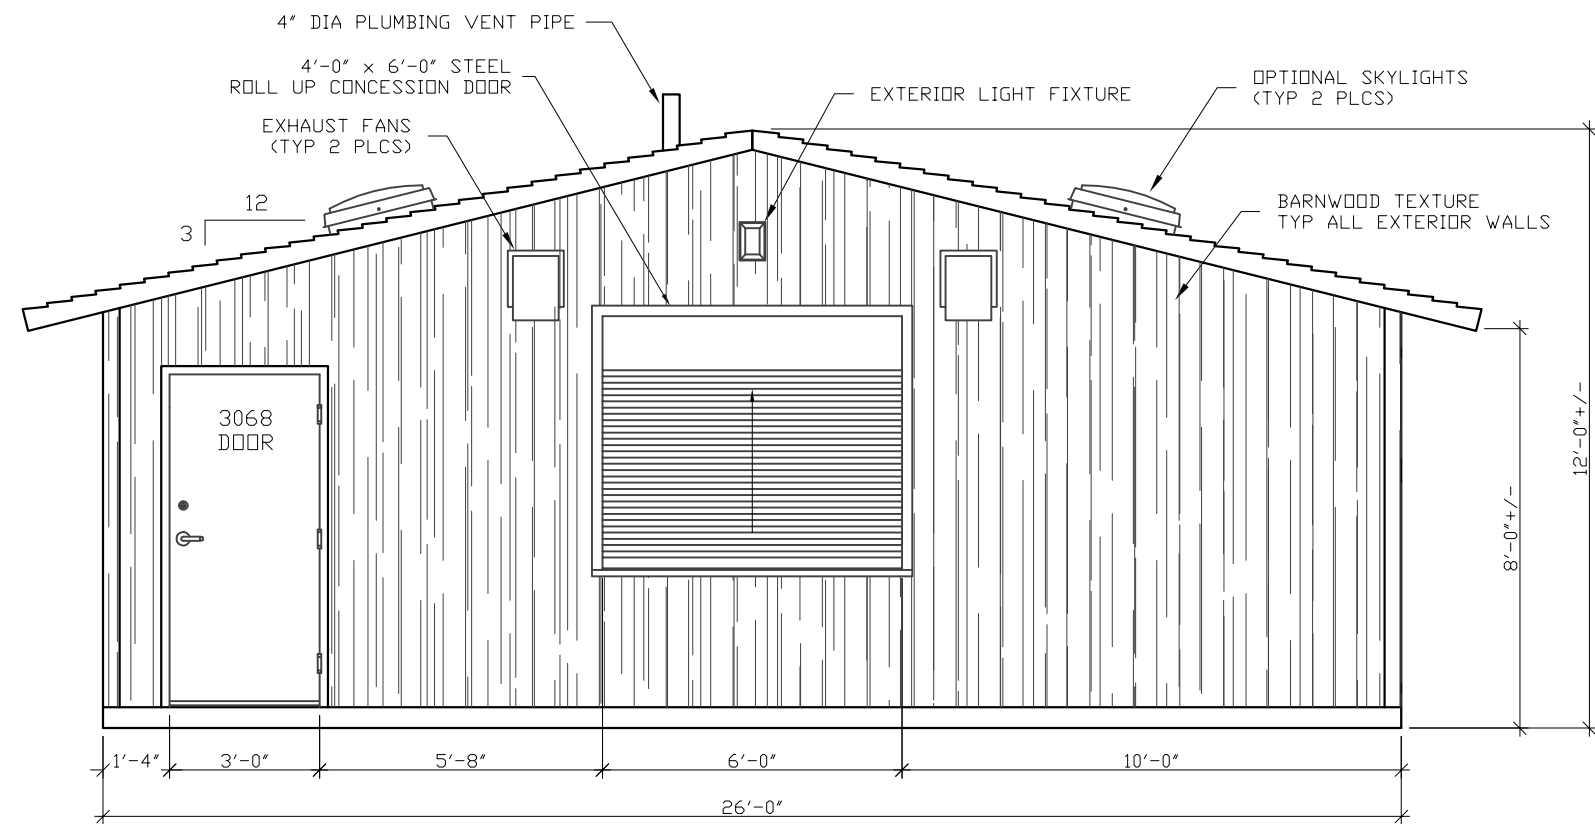 4" DIA PLUMBING VENT PIPE
4'-0" x 6'-0" STEEL
ROLL UP CONCESSION DOOR
EXHAUST FANS
(TYP 2 PLCS)
EXTERIOR LIGHT FIXTURE
OPTIONAL SKYLIGHTS
(TYP 2 PLCS)
BARNWOOD TEXTURE
TYP ALL EXTERIOR WALLS
12
3
3068
DOOR
12'-0"+/-
8'-0"+/-
1'-4"
3'-0"
5'-8"
6'-0"
10'-0"
26'-0"